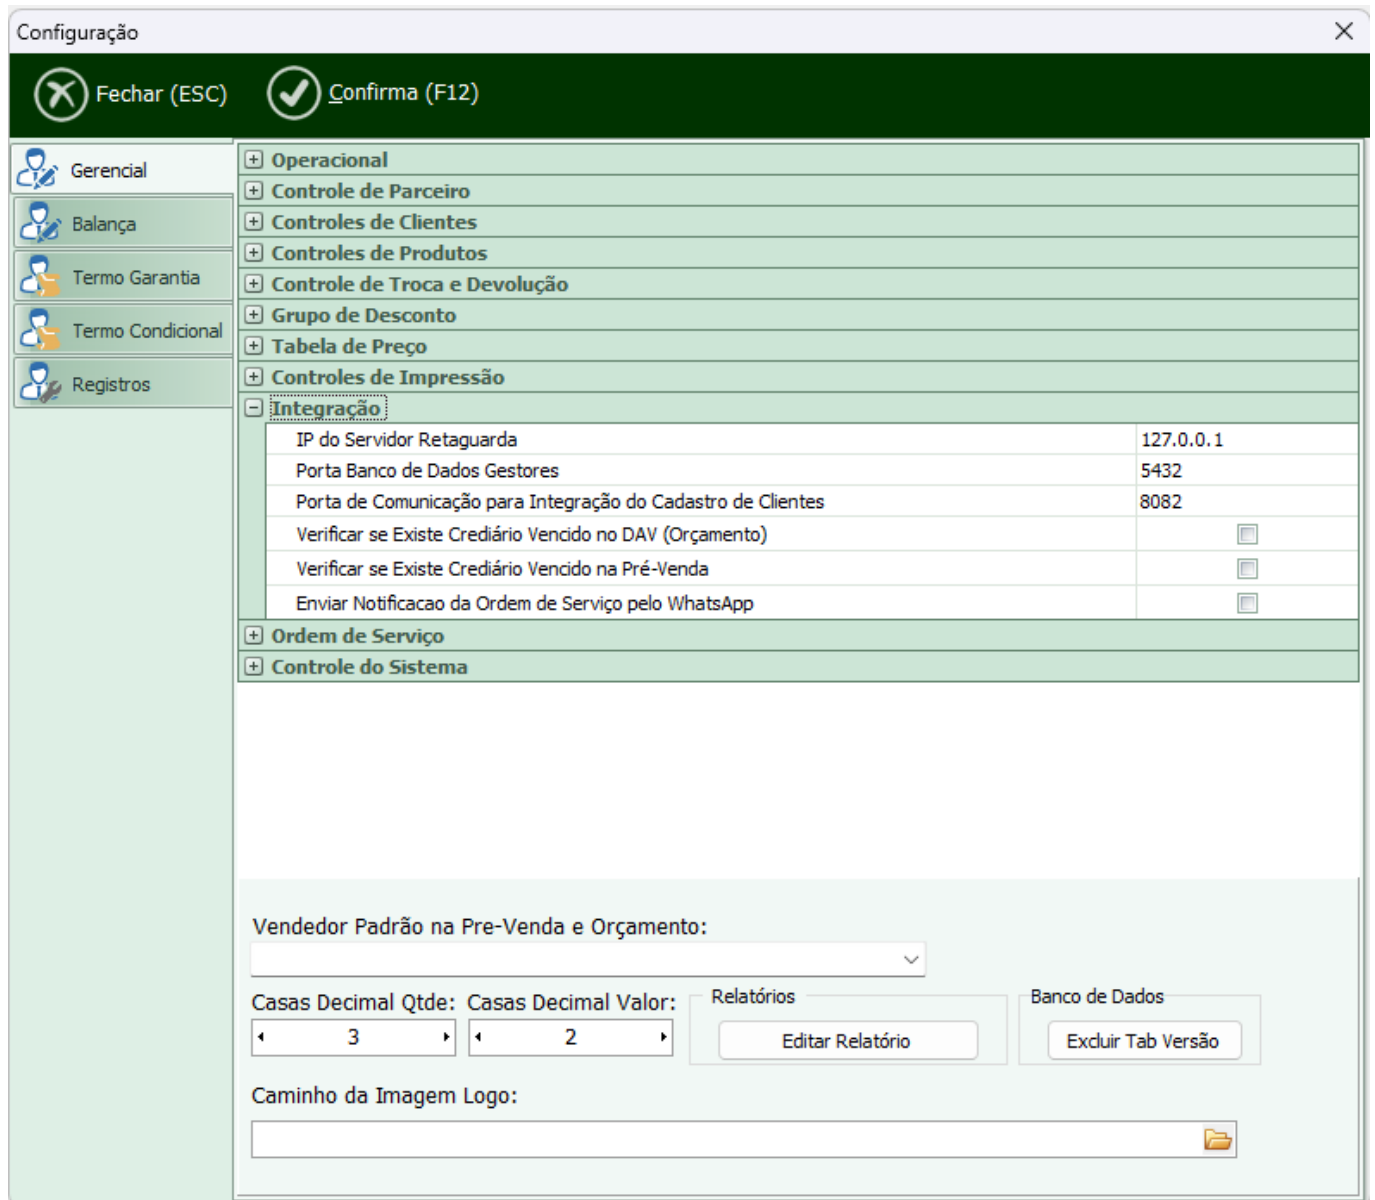 Configuração
Fechar (ESC)
Confirma (F12)
Gerencial
Balança
Termo Garantia
Termo Condicional
Registros
Operacional
Controle de Parceiro
Controles de Clientes
Controles de Produtos
Controle de Troca e Devolução
Grupo de Desconto
Tabela de Preço
Controles de Impressão
Integração
IP do Servidor Retaguarda 127.0.0.1
Porta Banco de Dados Gestores 5432
Porta de Comunicação para Integração do Cadastro de Clientes 8082
Verificar se Existe Crediário Vencido no DAV (Orçamento)
Verificar se Existe Crediário Vencido na Pré-Venda
Enviar Notificacao da Ordem de Serviço pelo WhatsApp
Ordem de Serviço
Controle do Sistema
Vendedor Padrão na Pre-Venda e Orçamento:
Casas Decimal Qtde: Casas Decimal Valor: Relatórios Banco de Dados
3 2 Editar Relatório Excluir Tab Versão
Caminho da Imagem Logo: